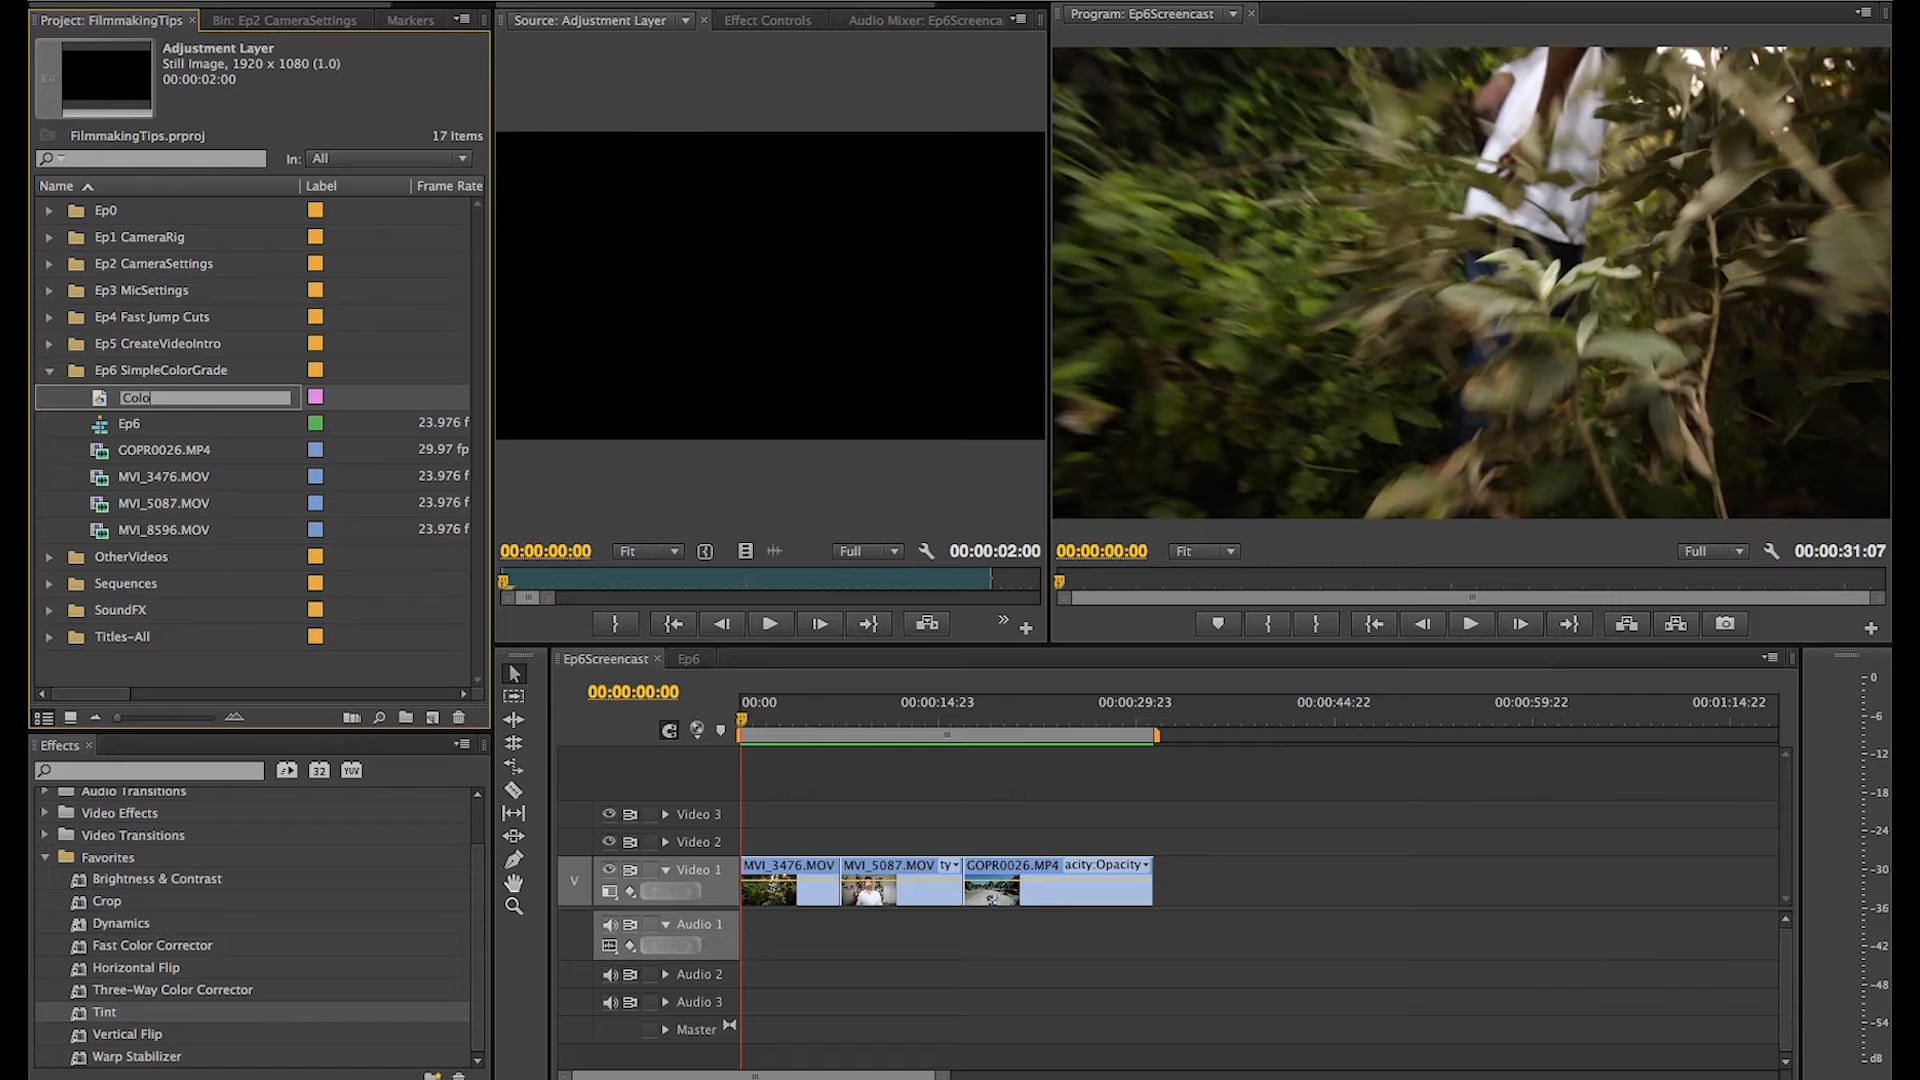 Project: FilmmakingTips × Bin: Ep2 CameraSettings Markers
Adjustment Layer
Still Image, 1920 x 1080 (1.0)
00:00:02:00
FilmmakingTips.prproj 17 Items
In: All
Name Label Frame Rate
Ep0
Ep1 CameraRig
Ep2 CameraSettings
Ep3 MicSettings
Ep4 Fast Jump Cuts
Ep5 CreateVideoIntro
Ep6 SimpleColorGrade
Colo
Ep6 23.976 f
GOPR0026.MP4 29.97 fp
MVI_3476.MOV 23.976 f
MVI_5087.MOV 23.976 f
MVI_8596.MOV 23.976 f
OtherVideos
Sequences
SoundFX
Titles-All
Effects ×
32 YUV
Audio Transitions
Video Effects
Video Transitions
Favorites
Brightness & Contrast
Crop
Dynamics
Fast Color Corrector
Horizontal Flip
Three-Way Color Corrector
Tint
Vertical Flip
Warp Stabilizer
Source: Adjustment Layer × Effect Controls Audio Mixer: Ep6Screenca
00:00:00:00 Fit Full 00:00:02:00
Program: Ep6Screencast ×
00:00:00:00 Fit Full 00:00:31:07
Ep6Screencast × Ep6
00:00:00:00
00:00 00:00:14:23 00:00:29:23 00:00:44:22 00:00:59:22 00:01:14:22
Video 3
Video 2
V Video 1
MVI_3476.MOV MVI_5087.MOV ty GOPR0026.MP4 acity:Opacity
Audio 1
Audio 2
Audio 3
Master
0
-6
-12
-18
-24
-30
-36
-42
-48
-54
dB